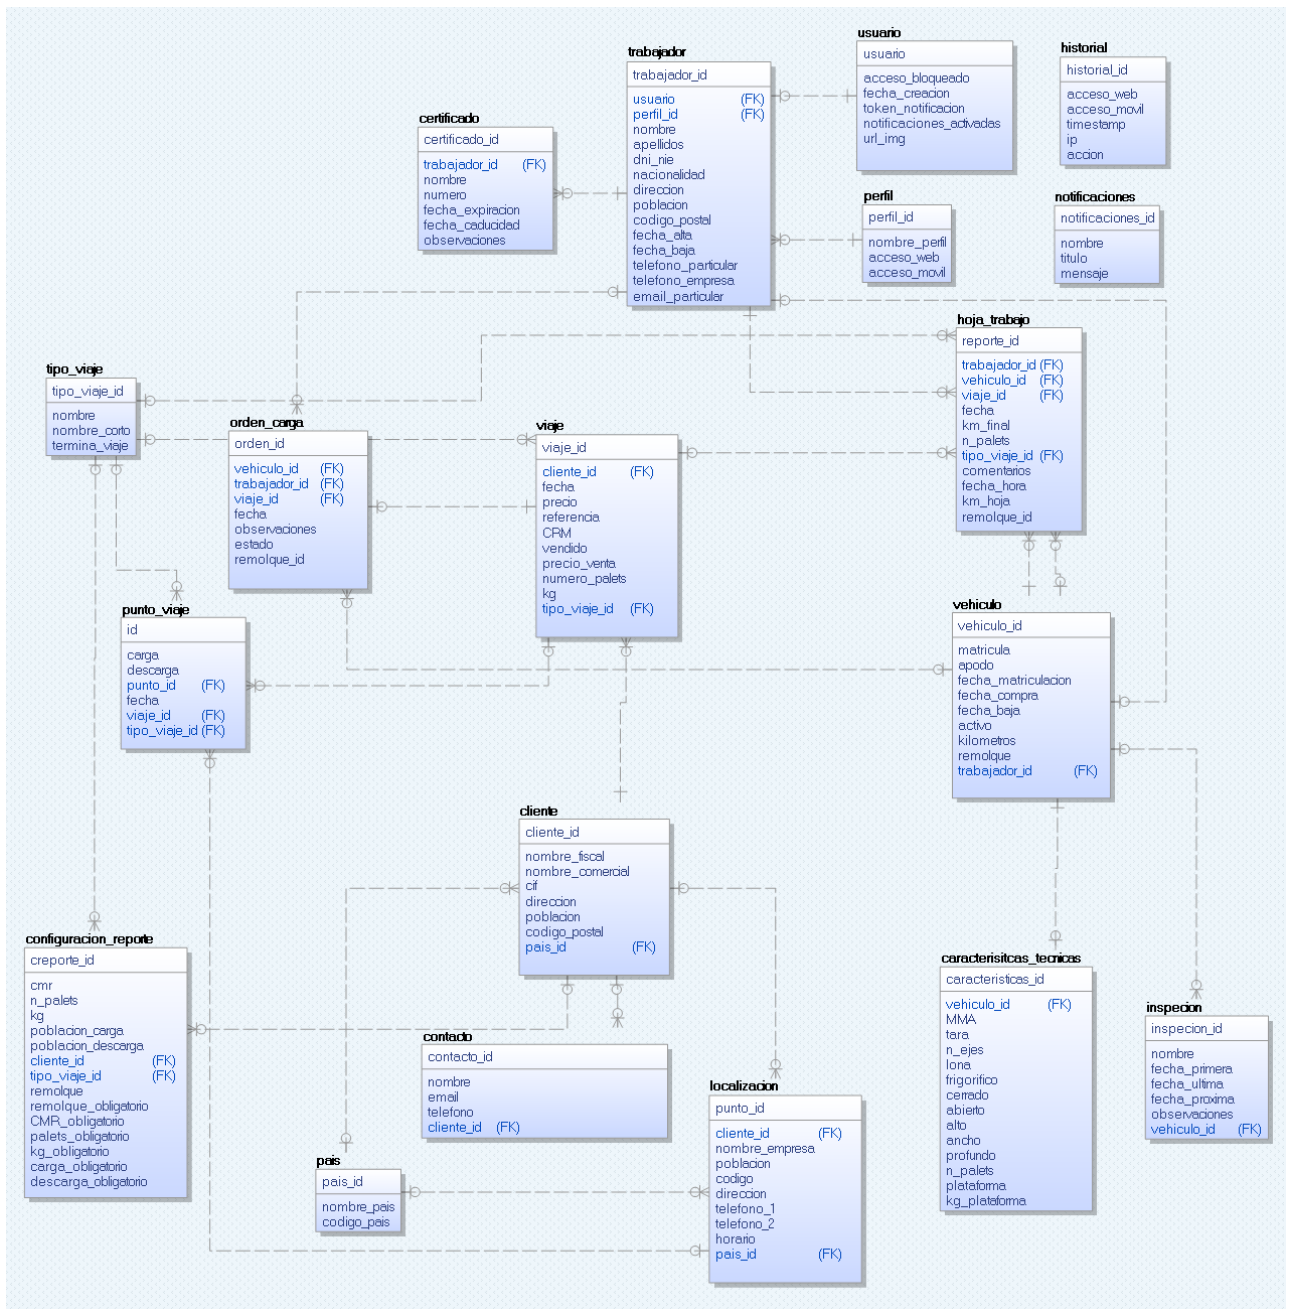 usuario
usuario
acceso_bloqueado
fecha_creacion
token_notificacion
notificaciones_activadas
url_img
historial
historial_id
acceso_web
acceso_movil
timestamp
ip
accion
trabajador
trabajador_id
usuario (FK)
perfil_id (FK)
nombre
apellidos
dni_nie
nacionalidad
direccion
poblacion
codigo_postal
fecha_alta
fecha_baja
telefono_particular
telefono_empresa
email_particular
certificado
certificado_id
trabajador_id (FK)
nombre
numero
fecha_expiracion
fecha_caducidad
observaciones
perfil
perfil_id
nombre_perfil
acceso_web
acceso_movil
notificaciones
notificaciones_id
nombre
titulo
mensaje
hoja_trabajo
reporte_id
trabajador_id (FK)
vehiculo_id (FK)
viaje_id (FK)
fecha
km_final
n_palets
tipo_viaje_id (FK)
comentarios
fecha_hora
km_hoja
remolque_id
tipo_viaje
tipo_viaje_id
nombre
nombre_corto
termina_viaje
orden_carga
orden_id
vehiculo_id (FK)
trabajador_id (FK)
viaje_id (FK)
fecha
observaciones
estado
remolque_id
viaje
viaje_id
cliente_id (FK)
fecha
precio
referencia
CRM
vendido
precio_venta
numero_palets
kg
tipo_viaje_id (FK)
punto_viaje
id
carga
descarga
punto_id (FK)
fecha
viaje_id (FK)
tipo_viaje_id (FK)
vehiculo
vehiculo_id
matricula
apodo
fecha_matriculacion
fecha_compra
fecha_baja
activo
kilometros
remolque
trabajador_id (FK)
cliente
cliente_id
nombre_fiscal
nombre_comercial
cif
direccion
poblacion
codigo_postal
pais_id (FK)
configuracion_reporte
creporte_id
cmr
n_palets
kg
poblacion_carga
poblacion_descarga
cliente_id (FK)
tipo_viaje_id (FK)
remolque
remolque_obligatorio
CMR_obligatorio
palets_obligatorio
kg_obligatorio
carga_obligatorio
descarga_obligatorio
contacto
contacto_id
nombre
email
telefono
cliente_id (FK)
pais
pais_id
nombre_pais
codigo_pais
localizacion
punto_id
cliente_id (FK)
nombre_empresa
poblacion
codigo
direccion
telefono_1
telefono_2
horario
pais_id (FK)
caracterisitcas_tecnicas
caracteristicas_id
vehiculo_id (FK)
MMA
tara
n_ejes
lona
frigorifico
cerrado
abierto
alto
ancho
profundo
n_palets
plataforma
kg_plataforma
inspecion
inspecion_id
nombre
fecha_primera
fecha_ultima
fecha_proxima
observaciones
vehiculo_id (FK)